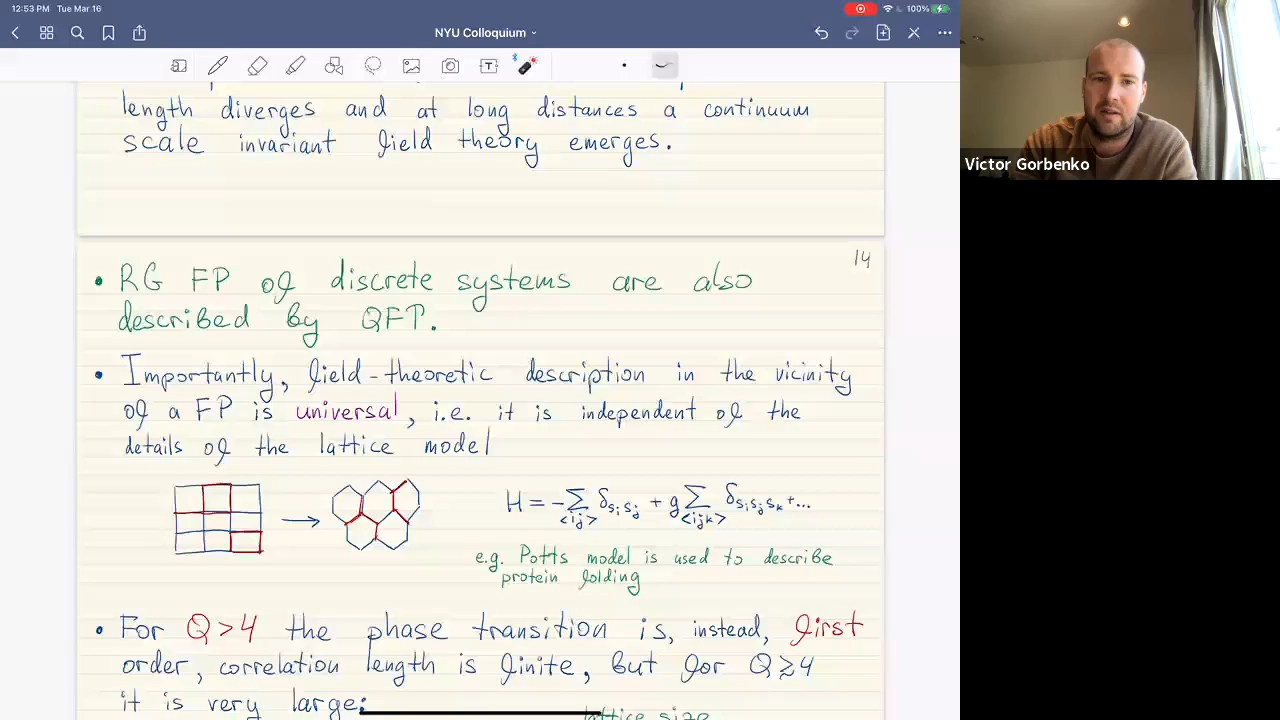 12:53 PM Tue Mar 16
100%
NYU Colloquium
length diverges and at long distances a continuum
scale invariant field theory emerges.
14
• RG FP of discrete systems are also
described by QFT.
• Importantly, field-theoretic description in the vicinity
of a FP is universal, i.e. it is independent of the
details of the lattice model
H = -∑<ij> δsisj + g∑<ijk> δsisjsk + ...
e.g. Potts model is used to describe
protein folding
• For Q>4 the phase transition is, instead, first
order, correlation length is finite, but for Q≳4
it is very large:
lattice size
Victor Gorbenko